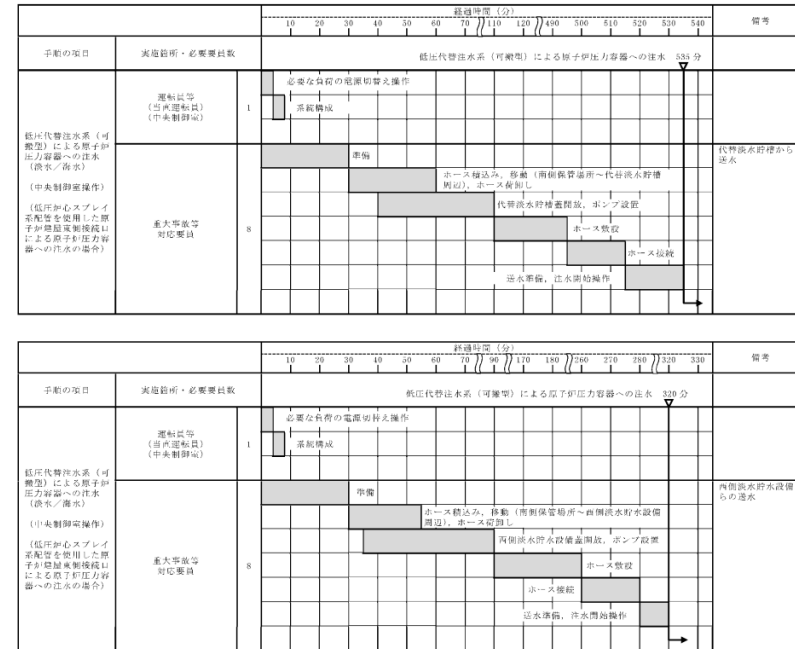 経過時間（分）
10 20 30 40 50 60 70 110 120 490 500 510 520 530 540
備考
手順の項目
実施箇所・必要要員数
低圧代替注水系（可搬型）による原子炉圧力容器への注水 535分
低圧代替注水系（可
搬型）による原子炉
圧力容器への注水
（淡水／海水）
（中央制御室操作）
（低圧炉心スプレイ
系配管を使用した原
子炉建屋東側接続口
による原子炉圧力容
器への注水の場合）
運転員等
（当直運転員）
（中央制御室）
1
必要な負荷の電源切替え操作
系統構成
重大事故等
対応要員
8
準備
ホース積込み，移動（南側保管場所～代替淡水貯槽
周辺），ホース荷卸し
代替淡水貯槽蓋開放，ポンプ設置
ホース敷設
ホース接続
送水準備，注水開始操作
代替淡水貯槽から
送水
経過時間（分）
10 20 30 40 50 60 70 90 170 180 260 270 280 320 330
備考
手順の項目
実施箇所・必要要員数
低圧代替注水系（可搬型）による原子炉圧力容器への注水 320分
低圧代替注水系（可
搬型）による原子炉
圧力容器への注水
（淡水／海水）
（中央制御室操作）
（低圧炉心スプレイ
系配管を使用した原
子炉建屋東側接続口
による原子炉圧力容
器への注水の場合）
運転員等
（当直運転員）
（中央制御室）
1
必要な負荷の電源切替え操作
系統構成
重大事故等
対応要員
8
準備
ホース積込み，移動（南側保管場所～西側淡水貯水設備
周辺），ホース荷卸し
西側淡水貯水設備蓋開放，ポンプ設置
ホース敷設
ホース接続
送水準備，注水開始操作
西側淡水貯水設備
らの送水